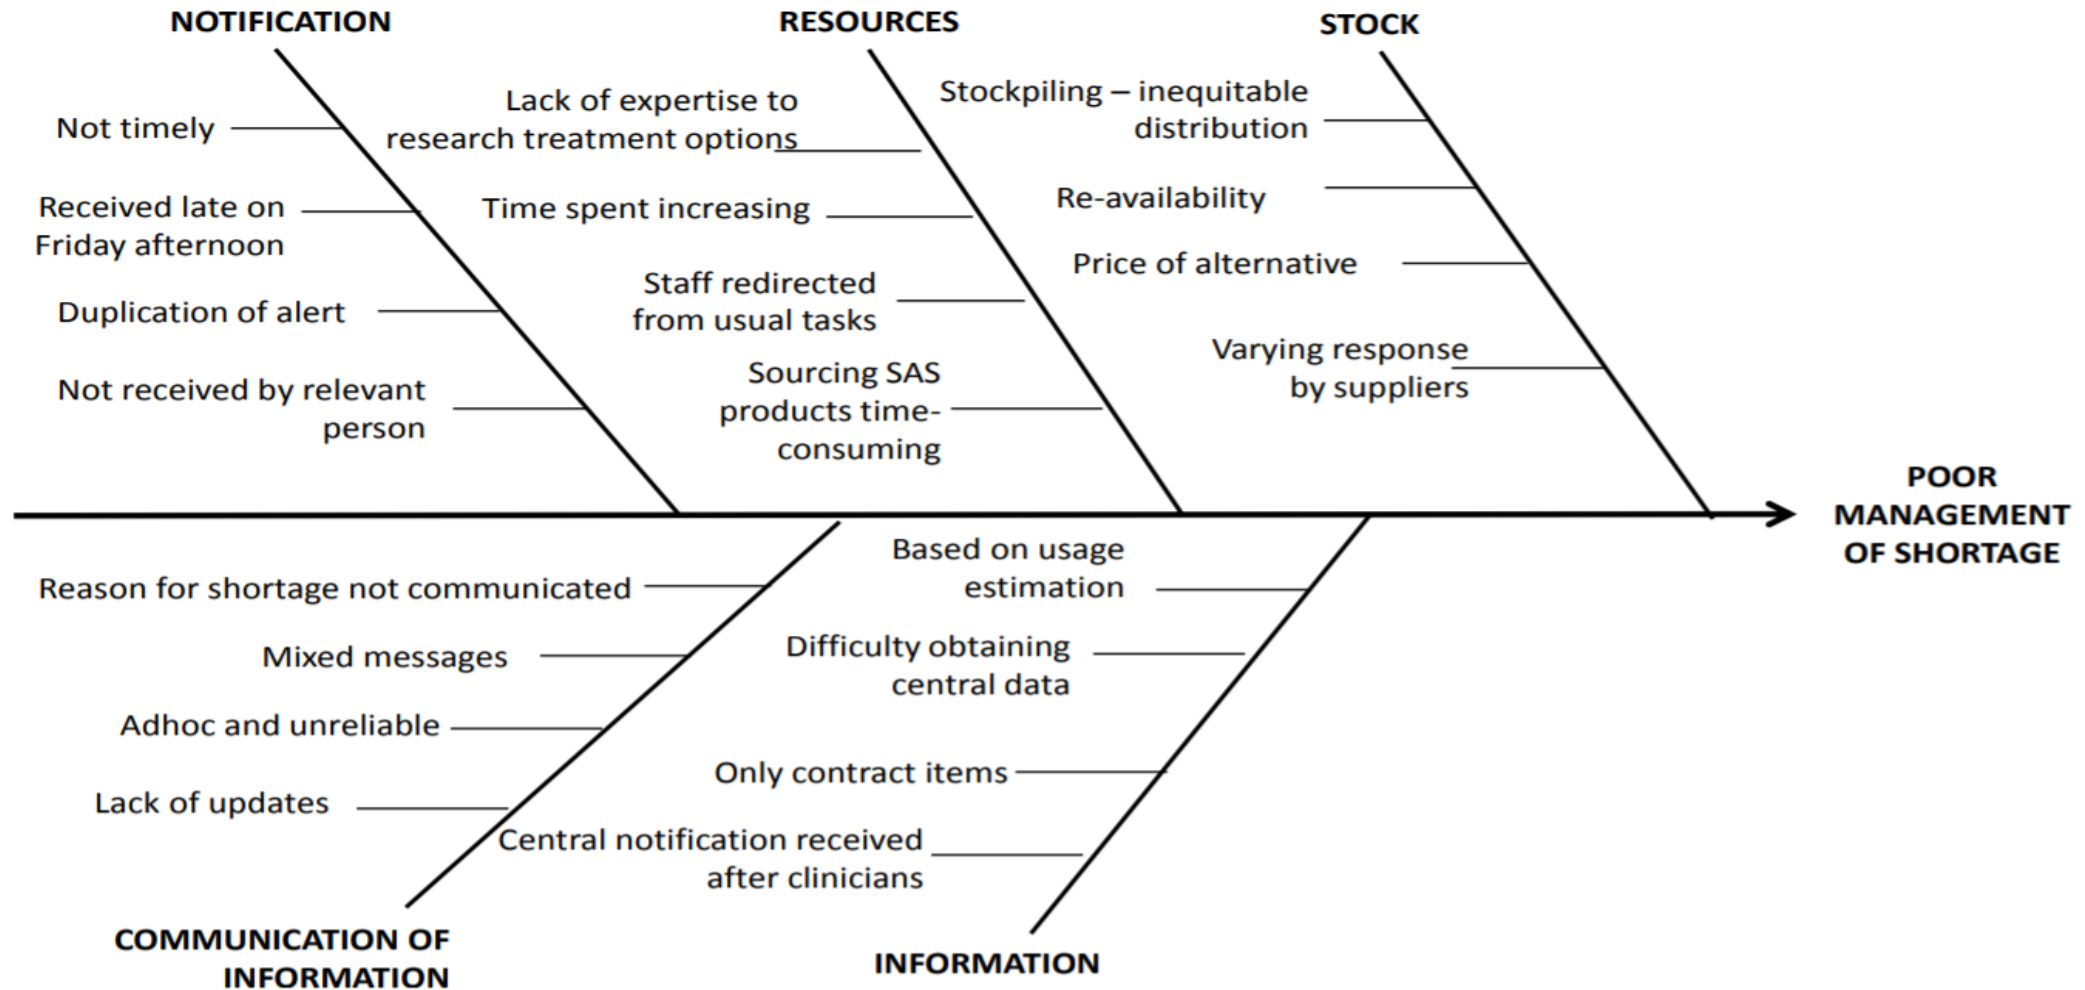 NOTIFICATION
Not timely
Received late on
Friday afternoon
Duplication of alert
Not received by relevant
person
RESOURCES
Lack of expertise to
research treatment options
Time spent increasing
Staff redirected
from usual tasks
Sourcing SAS
products time-
consuming
STOCK
Stockpiling – inequitable
distribution
Re-availability
Price of alternative
Varying response
by suppliers
POOR
MANAGEMENT
OF SHORTAGE
Reason for shortage not communicated
Mixed messages
Adhoc and unreliable
Lack of updates
COMMUNICATION OF
INFORMATION
Based on usage
estimation
Difficulty obtaining
central data
Only contract items
Central notification received
after clinicians
INFORMATION